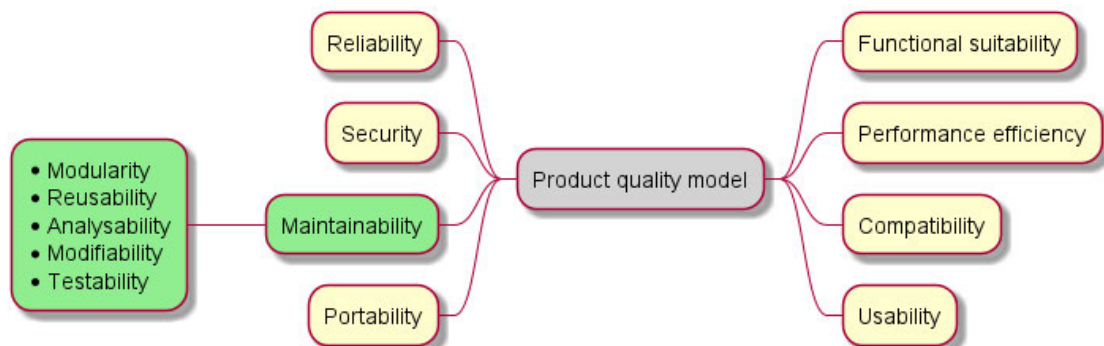 Reliability
Security
• Modularity
• Reusability
• Analysability
• Modifiability
• Testability
Maintainability
Portability
Product quality model
Functional suitability
Performance efficiency
Compatibility
Usability